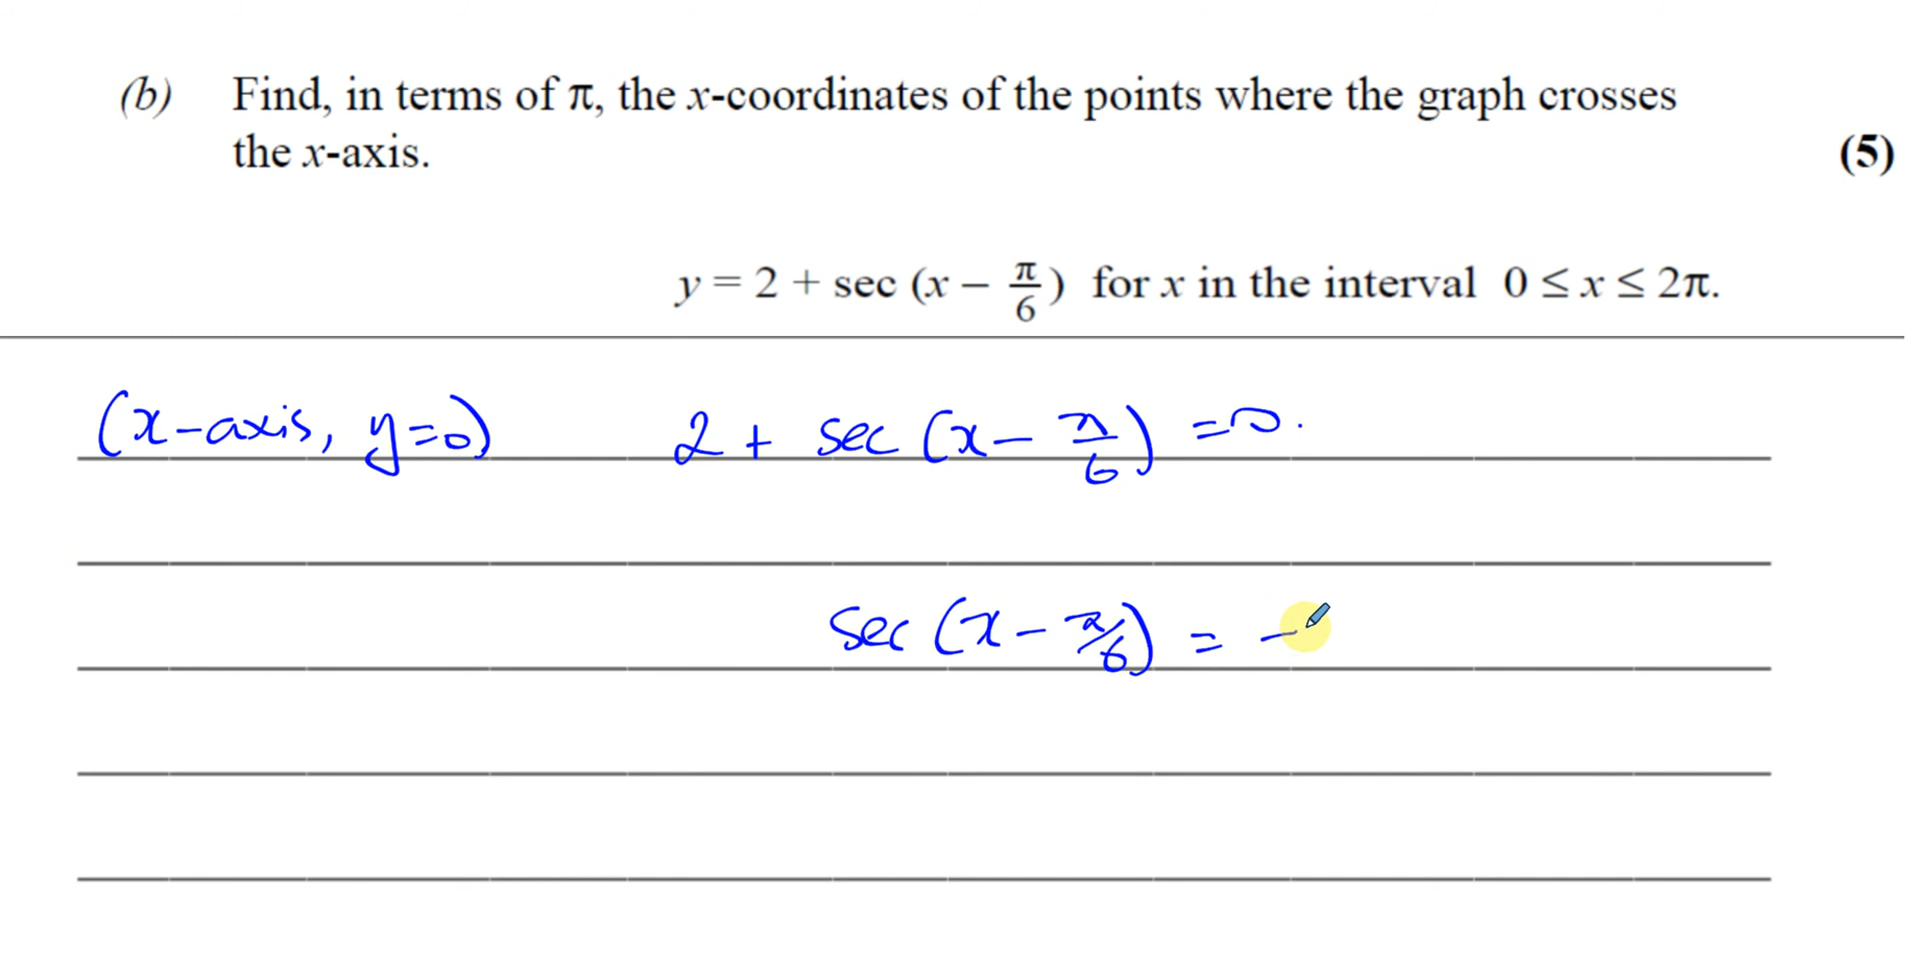 (b) Find, in terms of π, the x-coordinates of the points where the graph crosses
the x-axis.
(5)
y = 2 + sec (x − π/6) for x in the interval 0 ≤ x ≤ 2π.
(x-axis, y=0) 2 + sec (x − π/6) = 0.
sec (x − π/6) = −